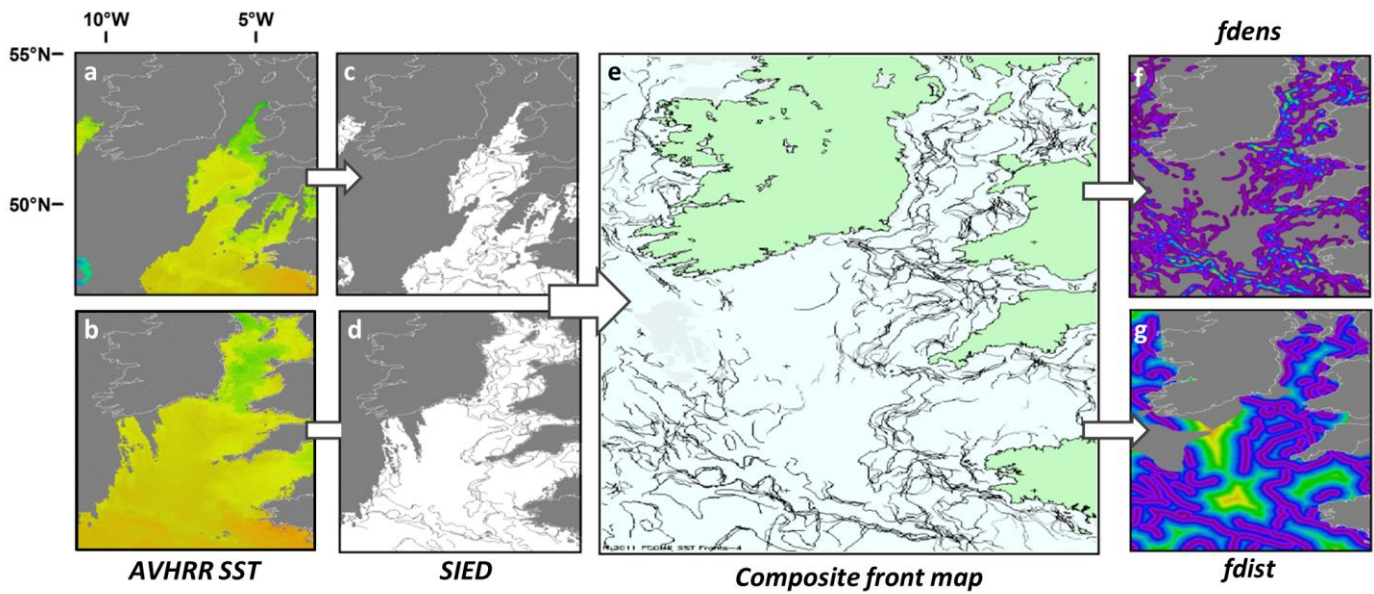 10°W 5°W
fdens
55°N
a c e f
50°N
b d g
AVHRR SST SIED Composite front map fdist